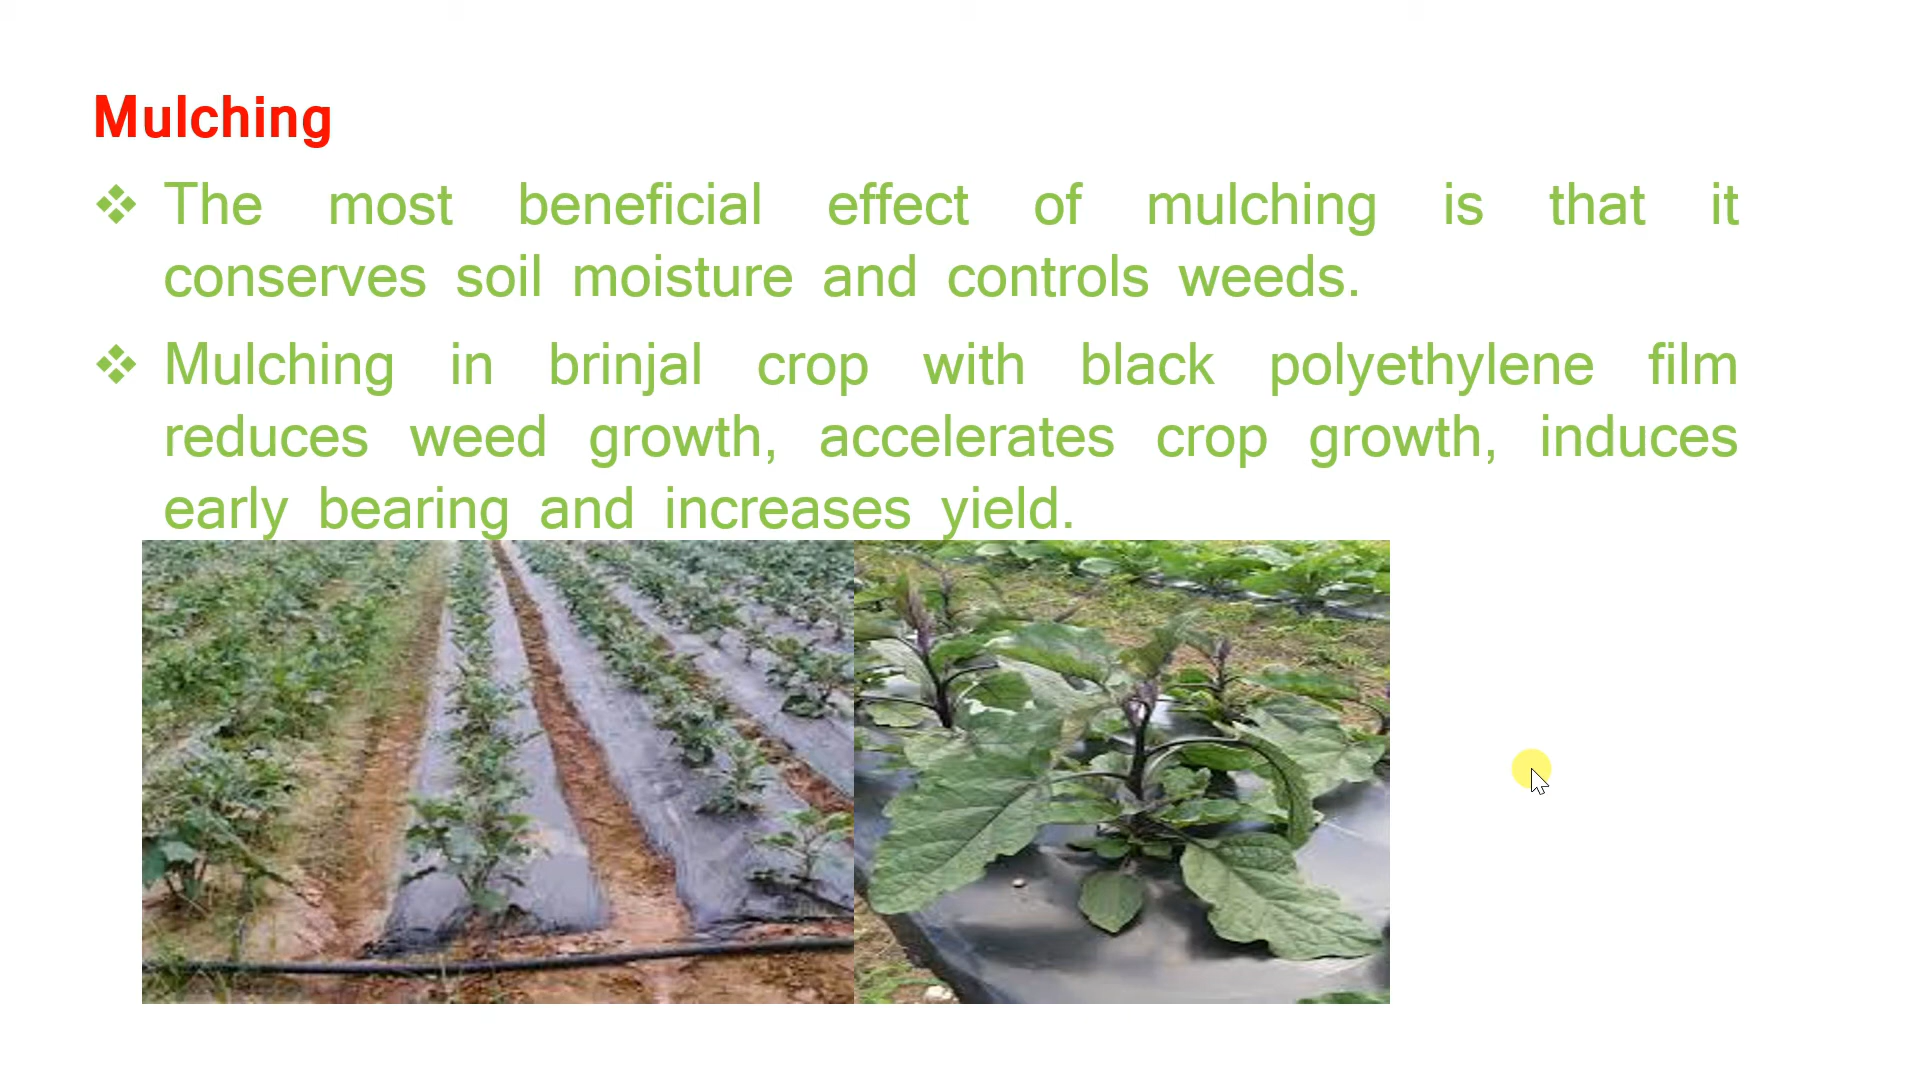 Mulching
❖ The most beneficial effect of mulching is that it
conserves soil moisture and controls weeds.
❖ Mulching in brinjal crop with black polyethylene film
reduces weed growth, accelerates crop growth, induces
early bearing and increases yield.